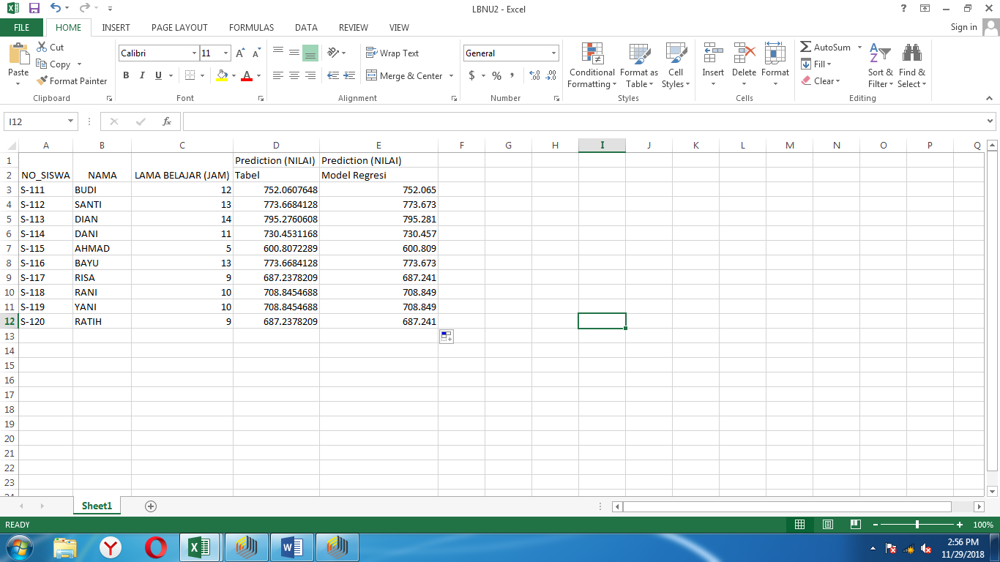 LBNU2 - Excel
?
FILE HOME INSERT PAGE LAYOUT FORMULAS DATA REVIEW VIEW Sign in
Paste Cut Copy Format Painter
Clipboard
Calibri 11 A A
B I U A
Font
Wrap Text
Merge & Center
Alignment
General
$ % , .0 .00 .00 .0
Number
Conditional Formatting Format as Table Cell Styles
Styles
Insert Delete Format
Cells
AutoSum Fill Clear Sort & Filter Find & Select
Editing
I12 fx
A B C D E F G H I J K L M N O P Q
1 Prediction (NILAI) Prediction (NILAI)
2 NO_SISWA NAMA LAMA BELAJAR (JAM) Tabel Model Regresi
3 S-111 BUDI 12 752.0607648 752.065
4 S-112 SANTI 13 773.6684128 773.673
5 S-113 DIAN 14 795.2760608 795.281
6 S-114 DANI 11 730.4531168 730.457
7 S-115 AHMAD 5 600.8072289 600.809
8 S-116 BAYU 13 773.6684128 773.673
9 S-117 RISA 9 687.2378209 687.241
10 S-118 RANI 10 708.8454688 708.849
11 S-119 YANI 10 708.8454688 708.849
12 S-120 RATIH 9 687.2378209 687.241
13
14
15
16
17
18
19
20
21
22
23
Sheet1
READY 100%
2:56 PM
11/29/2018